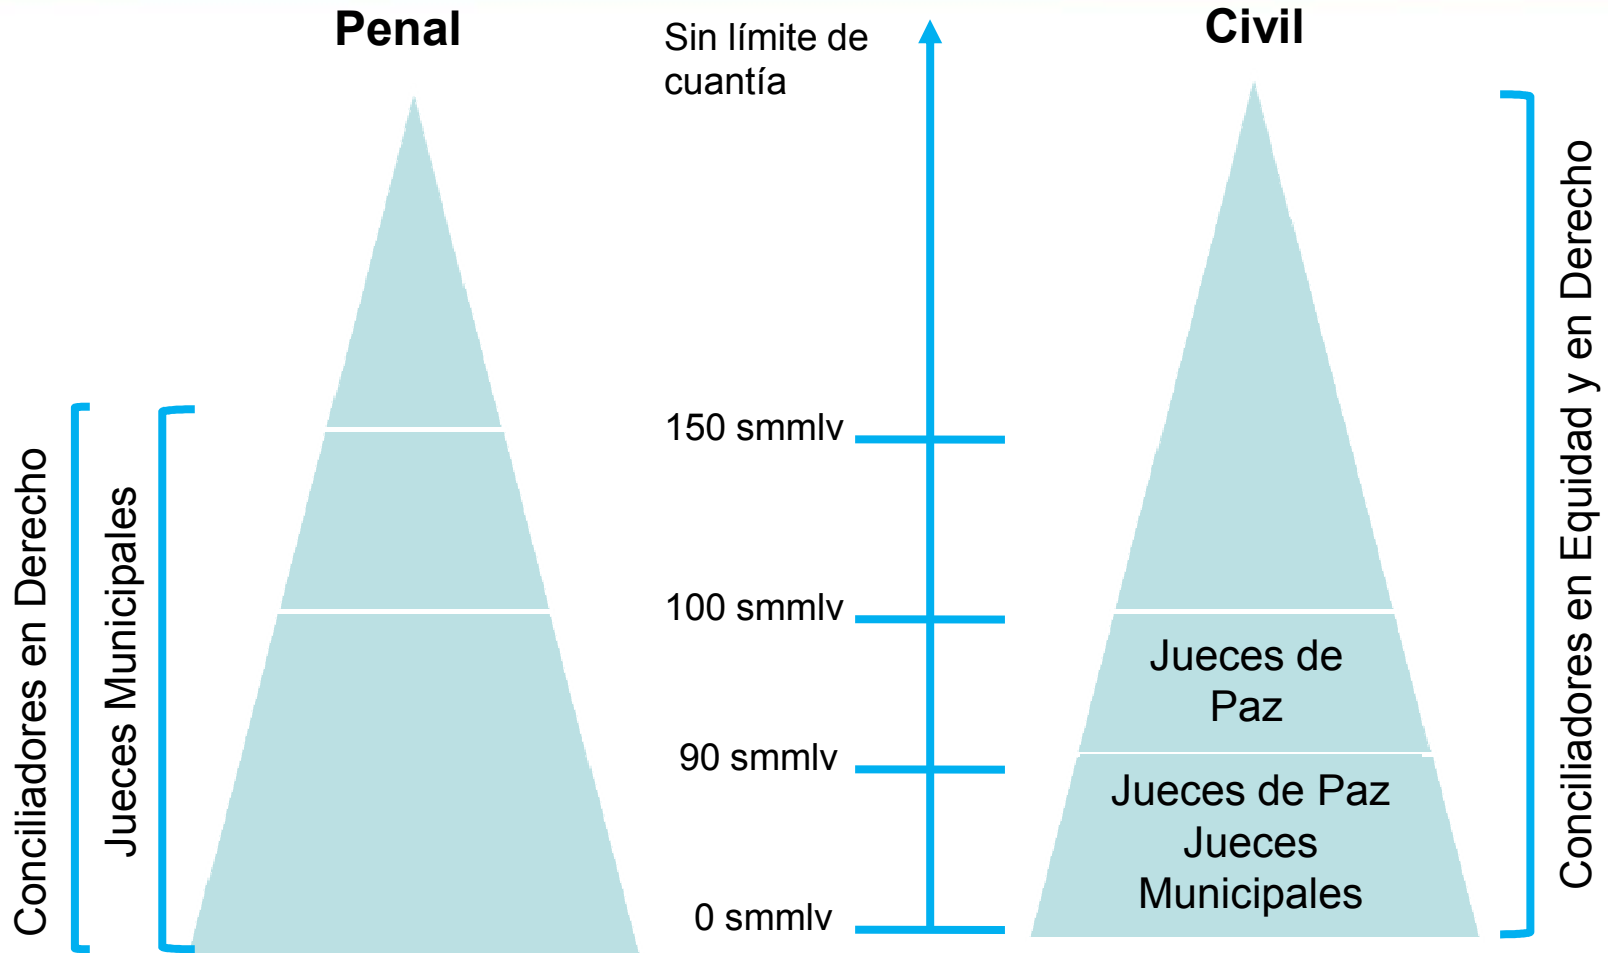 Penal
Sin límite de
cuantía
Civil
Conciliadores en Derecho
Jueces Municipales
150 smmlv
100 smmlv
90 smmlv
0 smmlv
Jueces de
Paz
Jueces de Paz
Jueces
Municipales
Conciliadores en Equidad y en Derecho